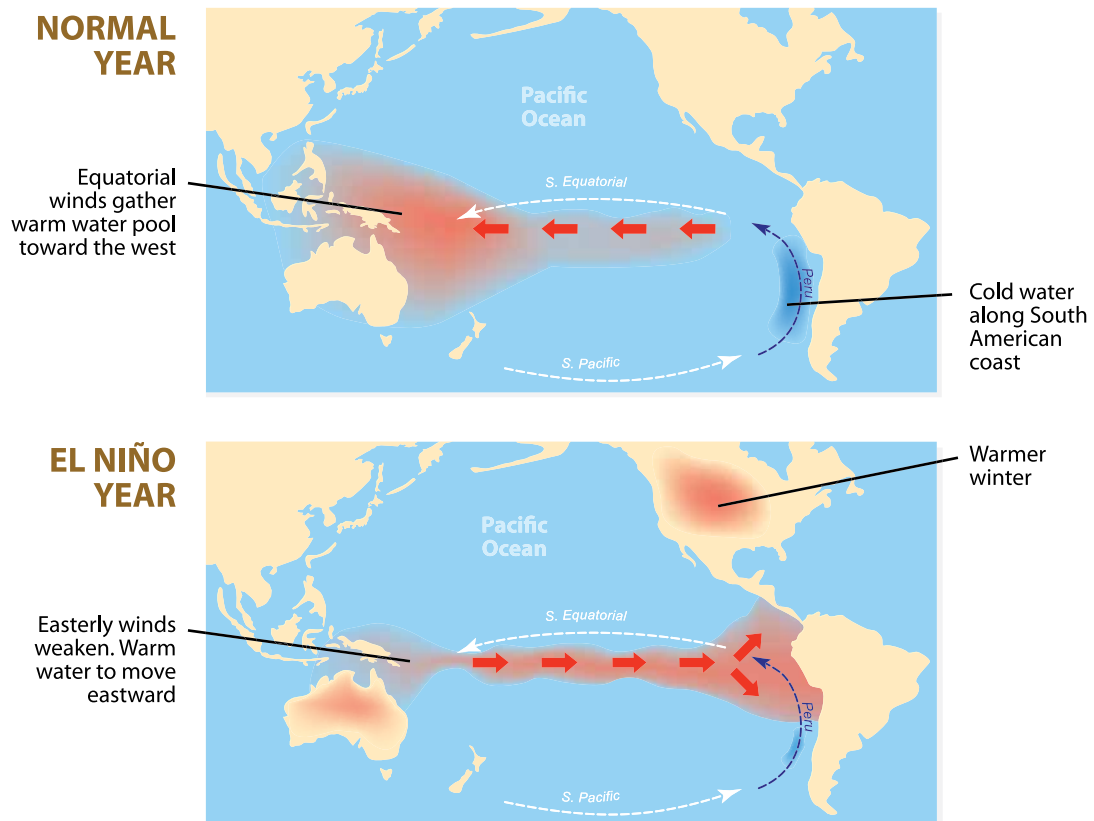 NORMAL
YEAR
Pacific
Ocean
Equatorial
winds gather
warm water pool
toward the west
S. Equatorial
Peru
Cold water
along South
American
coast
S. Pacific
EL NIÑO
YEAR
Warmer
winter
Pacific
Ocean
Easterly winds
weaken. Warm
water to move
eastward
S. Equatorial
Peru
S. Pacific